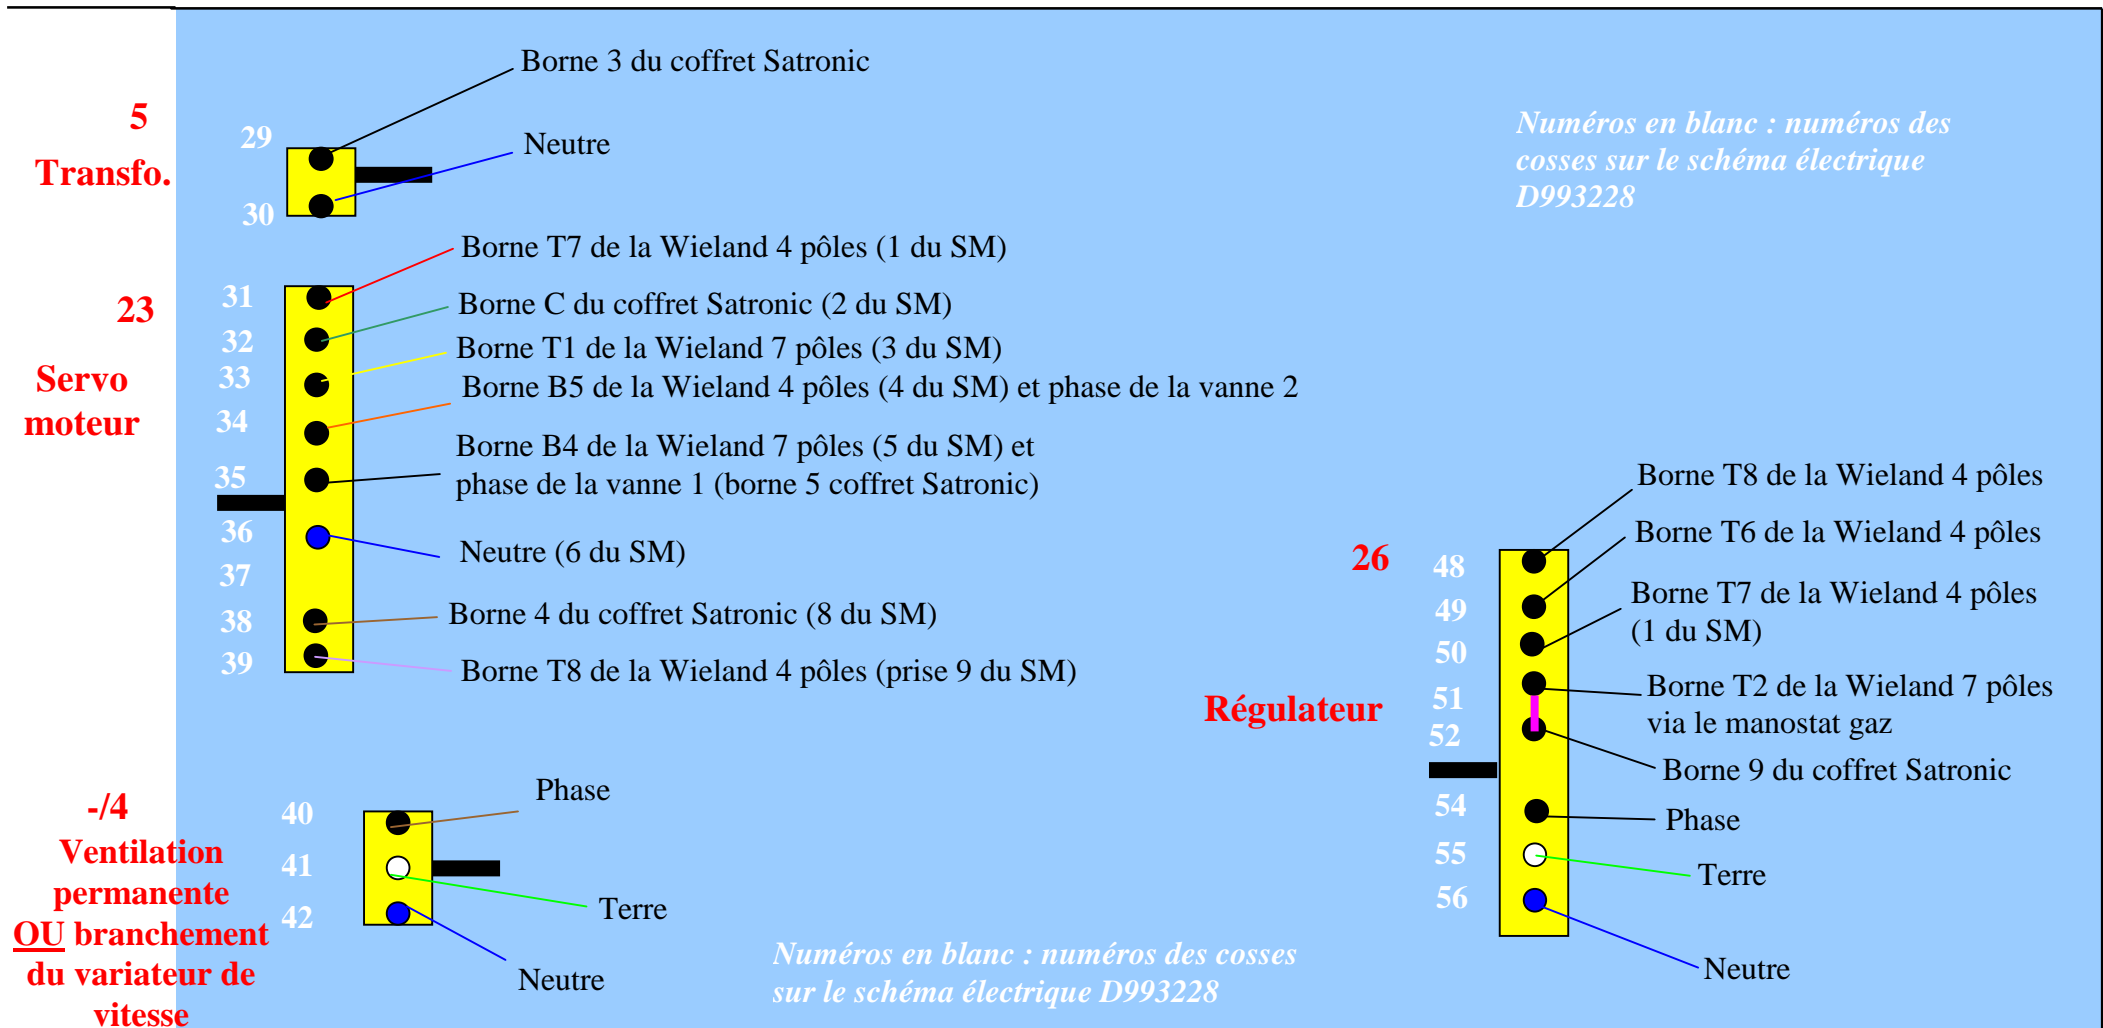 5
Transfo.
29
30
Borne 3 du coffret Satronic
Neutre
Numéros en blanc : numéros des
cosses sur le schéma électrique
D993228
23
Servo
moteur
31
32
33
34
35
36
37
38
39
Borne T7 de la Wieland 4 pôles (1 du SM)
Borne C du coffret Satronic (2 du SM)
Borne T1 de la Wieland 7 pôles (3 du SM)
Borne B5 de la Wieland 4 pôles (4 du SM) et phase de la vanne 2
Borne B4 de la Wieland 7 pôles (5 du SM) et
phase de la vanne 1 (borne 5 coffret Satronic)
Neutre (6 du SM)
Borne 4 du coffret Satronic (8 du SM)
Borne T8 de la Wieland 4 pôles (prise 9 du SM)
26
Régulateur
48
49
50
51
52
54
55
56
Borne T8 de la Wieland 4 pôles
Borne T6 de la Wieland 4 pôles
Borne T7 de la Wieland 4 pôles
(1 du SM)
Borne T2 de la Wieland 7 pôles
via le manostat gaz
Borne 9 du coffret Satronic
Phase
Terre
Neutre
-/4
Ventilation
permanente
OU branchement
du variateur de
vitesse
40
41
42
Phase
Terre
Neutre
Numéros en blanc : numéros des cosses
sur le schéma électrique D993228